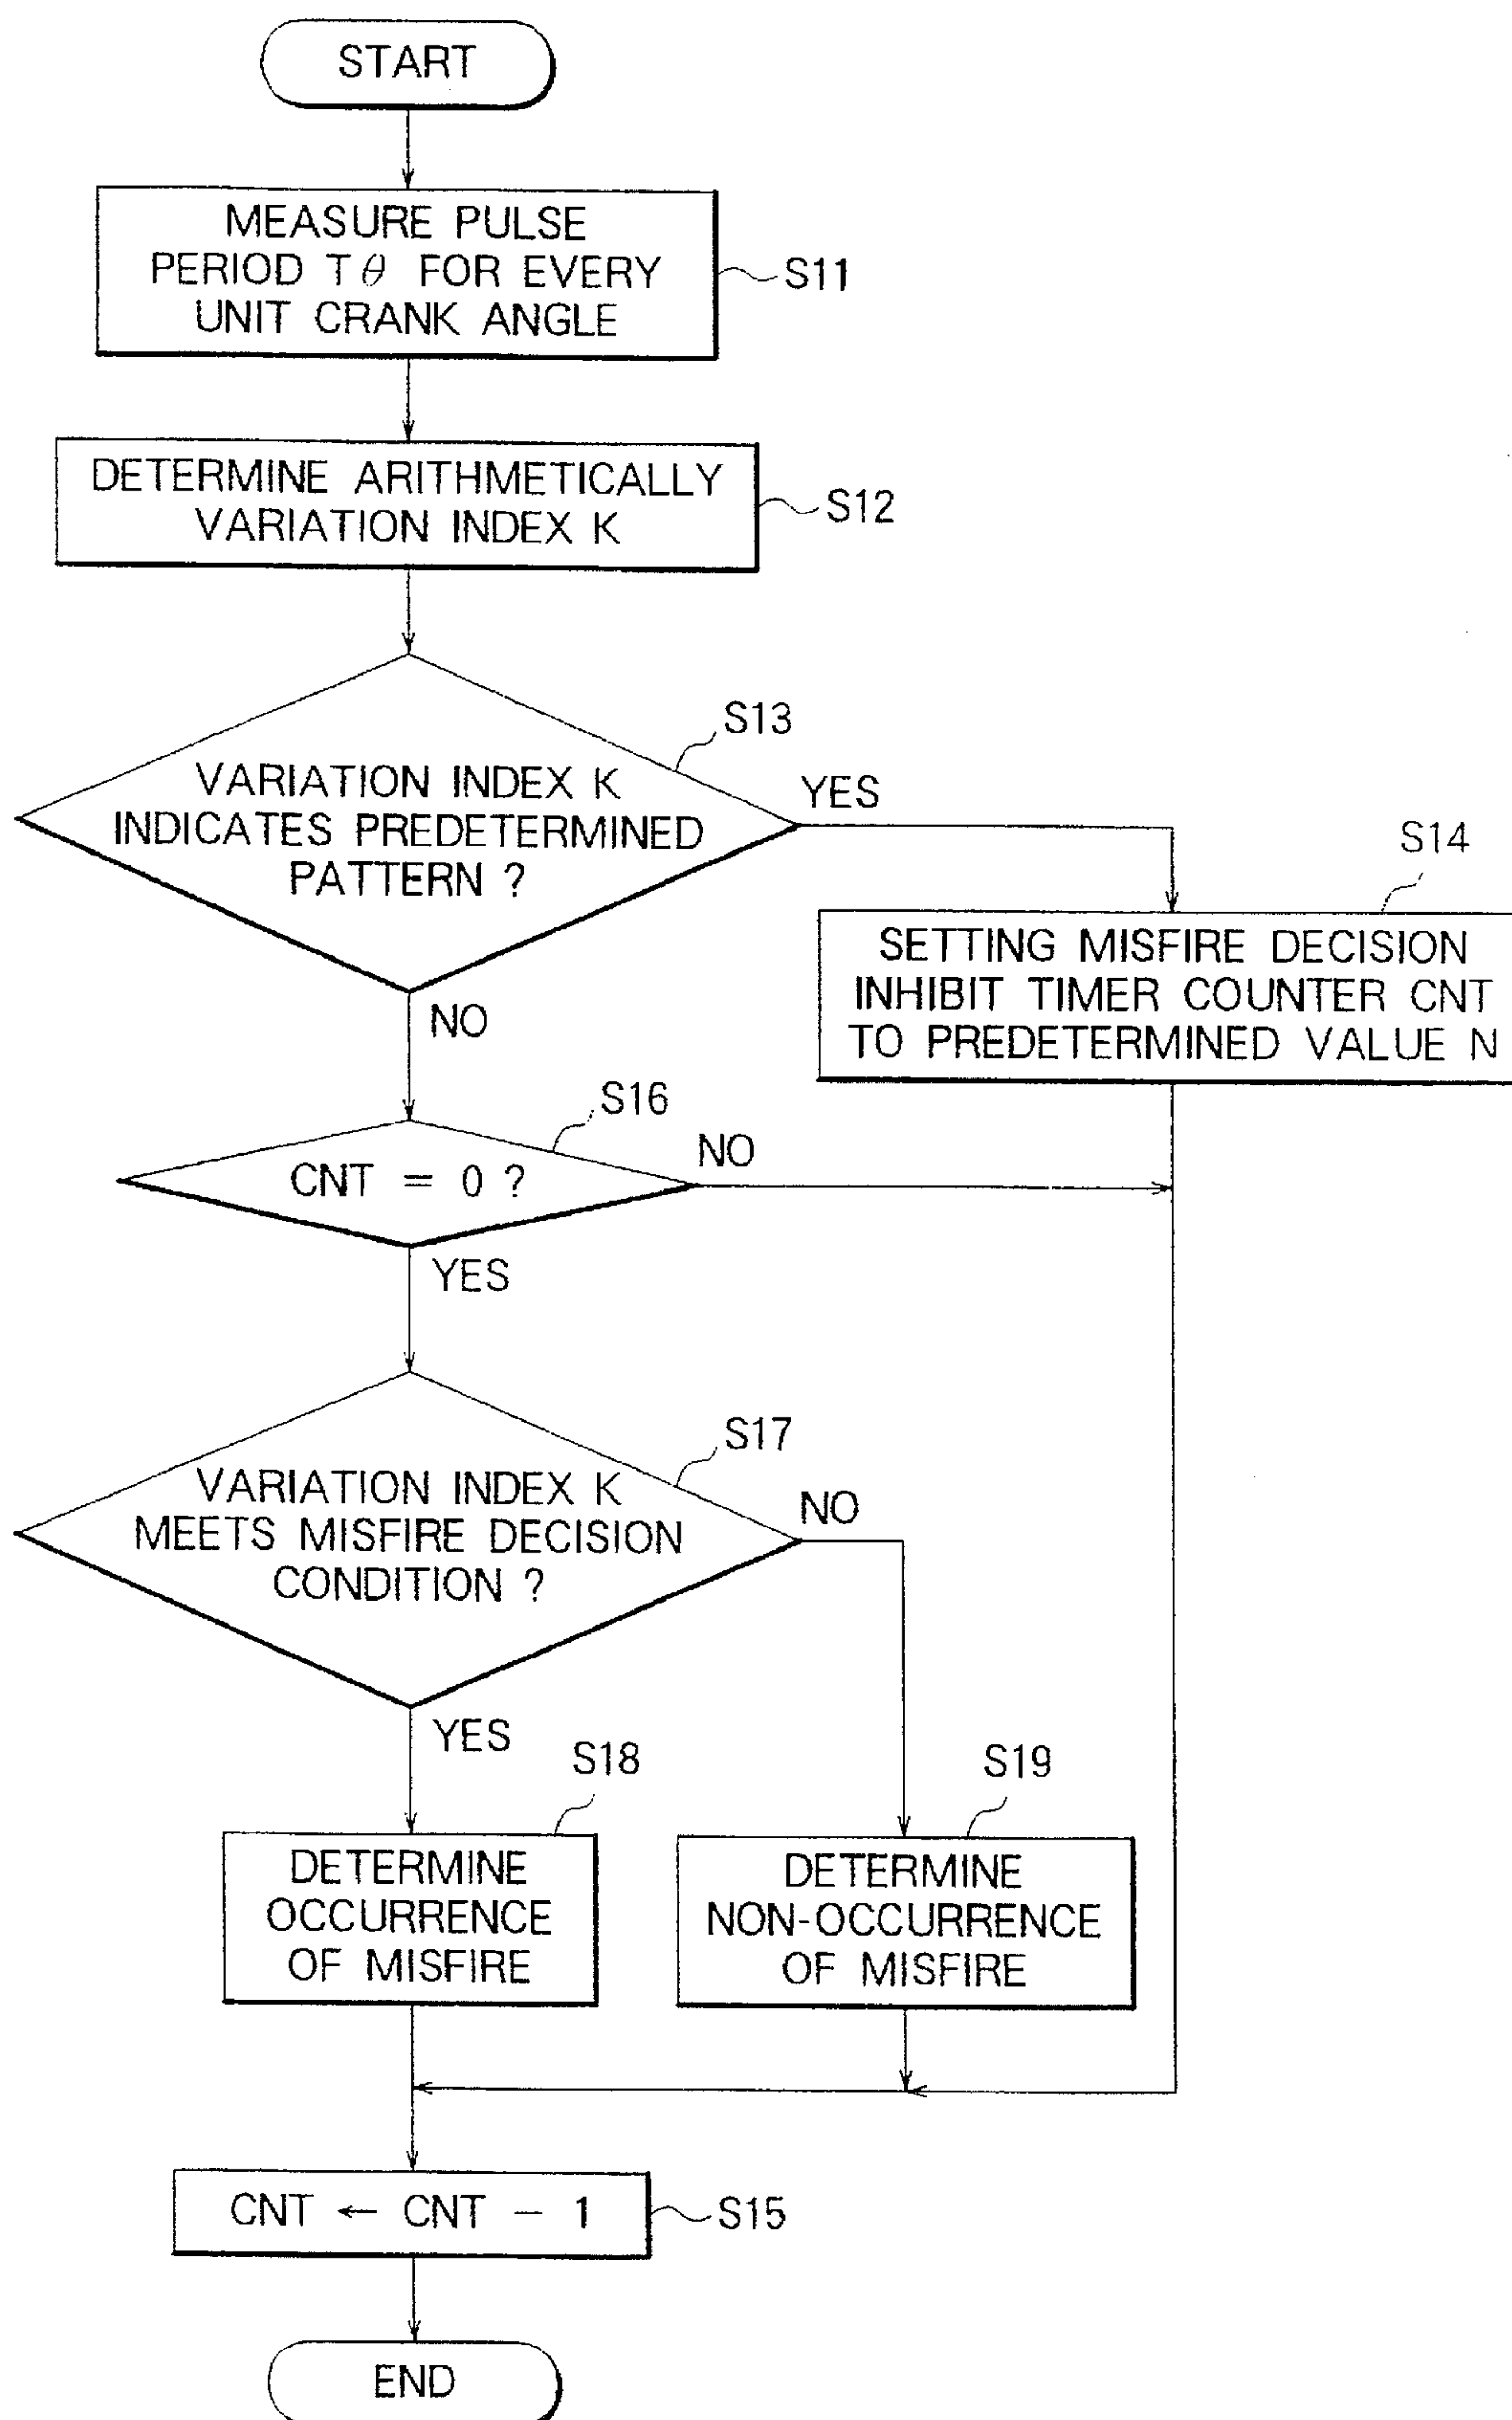 START
MEASURE PULSE
PERIOD Tθ FOR EVERY
UNIT CRANK ANGLE
S11
DETERMINE ARITHMETICALLY
VARIATION INDEX K
S12
S13
VARIATION INDEX K
INDICATES PREDETERMINED
PATTERN ?
YES
NO
S14
SETTING MISFIRE DECISION
INHIBIT TIMER COUNTER CNT
TO PREDETERMINED VALUE N
S16
CNT = 0 ?
NO
YES
S17
VARIATION INDEX K
MEETS MISFIRE DECISION
CONDITION ?
NO
YES
S18
DETERMINE
OCCURRENCE
OF MISFIRE
S19
DETERMINE
NON-OCCURRENCE
OF MISFIRE
CNT ← CNT − 1
S15
END